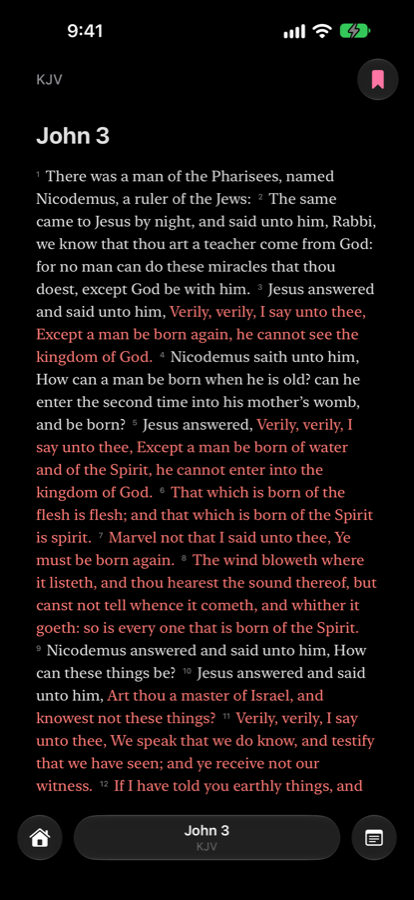 9:41
KJV
John 3
1 There was a man of the Pharisees, named
Nicodemus, a ruler of the Jews: 2 The same
came to Jesus by night, and said unto him, Rabbi,
we know that thou art a teacher come from God:
for no man can do these miracles that thou
doest, except God be with him. 3 Jesus answered
and said unto him, Verily, verily, I say unto thee,
Except a man be born again, he cannot see the
kingdom of God. 4 Nicodemus saith unto him,
How can a man be born when he is old? can he
enter the second time into his mother’s womb,
and be born? 5 Jesus answered, Verily, verily, I
say unto thee, Except a man be born of water
and of the Spirit, he cannot enter into the
kingdom of God. 6 That which is born of the
flesh is flesh; and that which is born of the Spirit
is spirit. 7 Marvel not that I said unto thee, Ye
must be born again. 8 The wind bloweth where
it listeth, and thou hearest the sound thereof, but
canst not tell whence it cometh, and whither it
goeth: so is every one that is born of the Spirit.
9 Nicodemus answered and said unto him, How
can these things be? 10 Jesus answered and said
unto him, Art thou a master of Israel, and
knowest not these things? 11 Verily, verily, I say
unto thee, We speak that we do know, and testify
that we have seen; and ye receive not our
witness. 12 If I have told you earthly things, and
John 3
KJV